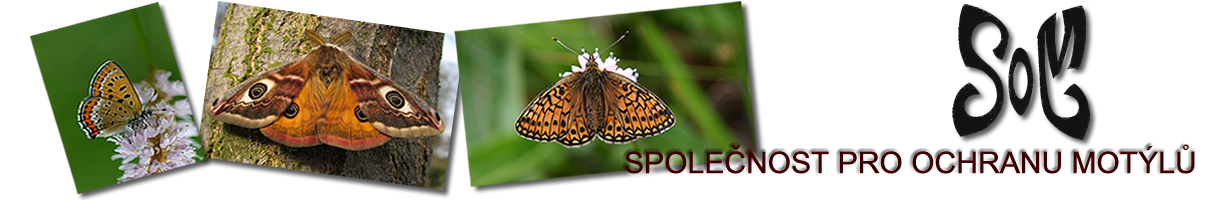 SOM
SPOLEČNOST PRO OCHRANU MOTÝLŮ